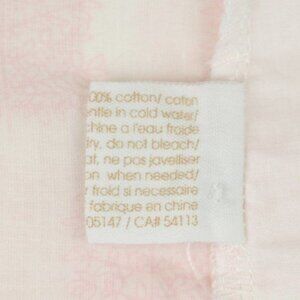 00% cotton/ coton
entle in cold water/
chine a l'eau froide
ry, do not bleach/
at, ne pas javelliser
on when needed/
r froid si necessaire
fabrique en chine
05147 / CA# 54113